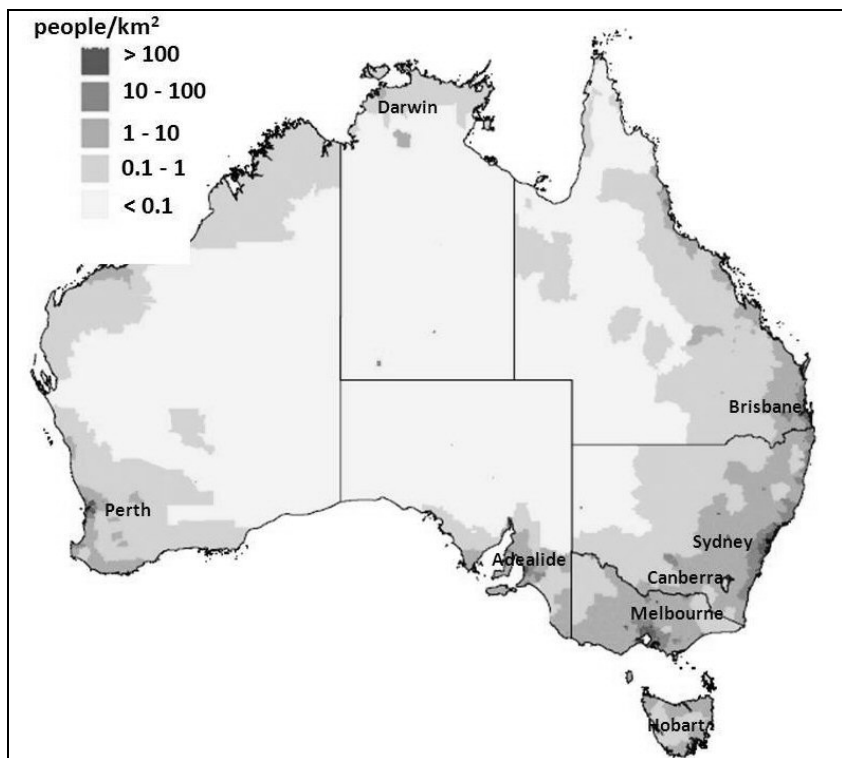 people/km²
> 100
10 - 100
1 - 10
0.1 - 1
< 0.1
Darwin
Brisbane
Perth
Sydney
Adealide
Canberra
Melbourne
Hobart